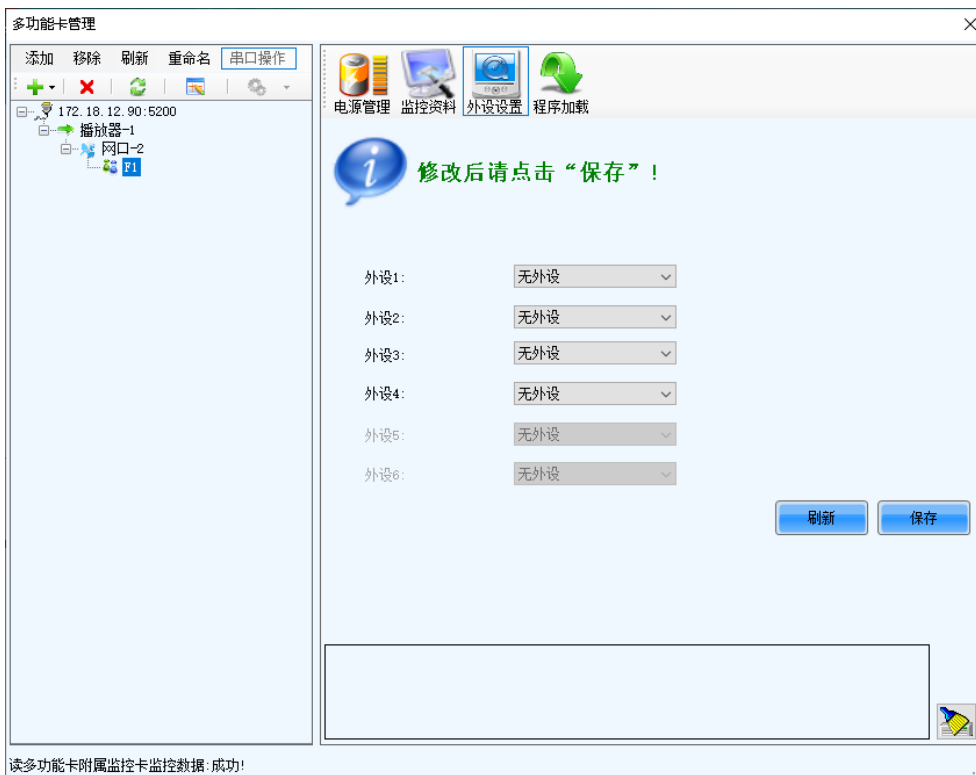 多功能卡管理
添加 移除 刷新 重命名 串口操作
172.18.12.90:5200
播放器-1
网口-2
F1
电源管理 监控资料 外设设置 程序加载
修改后请点击“保存”!
外设1: 无外设
外设2: 无外设
外设3: 无外设
外设4: 无外设
外设5: 无外设
外设6: 无外设
刷新 保存
读多功能卡附属监控卡监控数据:成功!